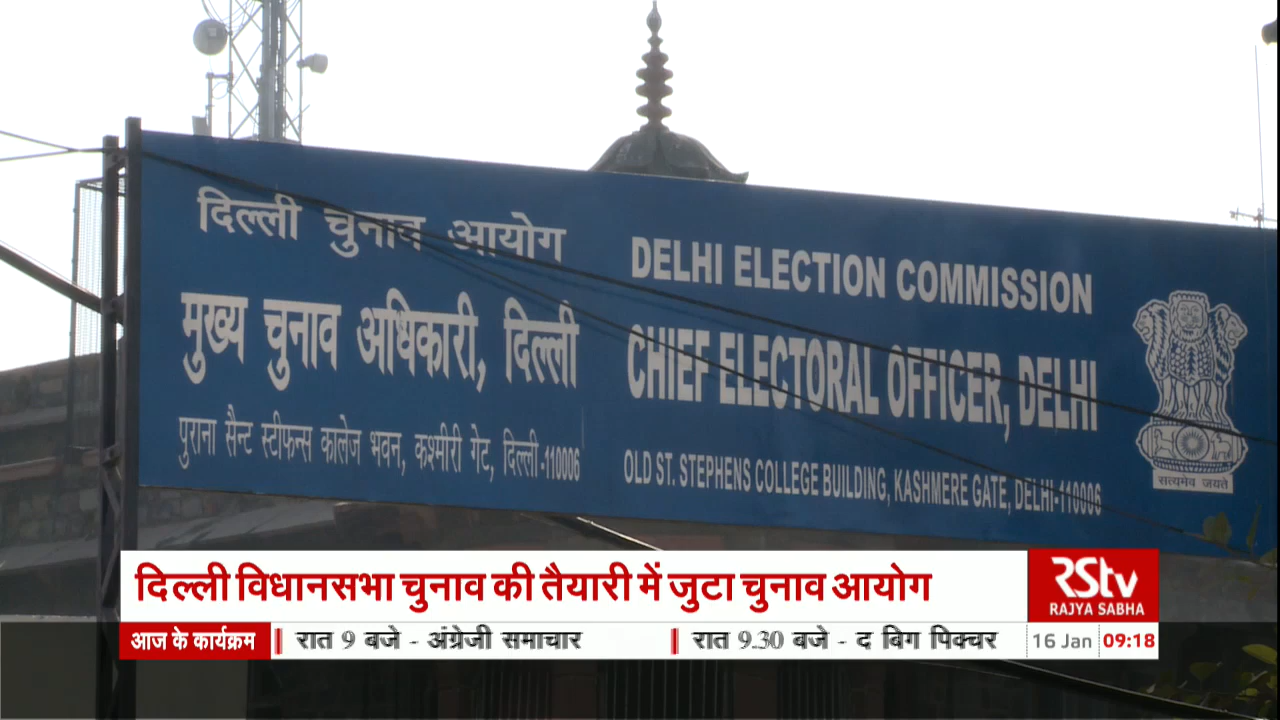 दिल्ली चुनाव आयोग
मुख्य चुनाव अधिकारी, दिल्ली
पुराना सैन्ट स्टीफन्स कालेज भवन, कश्मीरी गेट, दिल्ली-110006
DELHI ELECTION COMMISSION
CHIEF ELECTORAL OFFICER, DELHI
OLD ST. STEPHENS COLLEGE BUILDING, KASHMERE GATE, DELHI-110006
सत्यमेव जयते
दिल्ली विधानसभा चुनाव की तैयारी में जुटा चुनाव आयोग
RStv
RAJYA SABHA
आज के कार्यक्रम
रात 9 बजे - अंग्रेजी समाचार
रात 9.30 बजे - द बिग पिक्चर
16 Jan
09:18